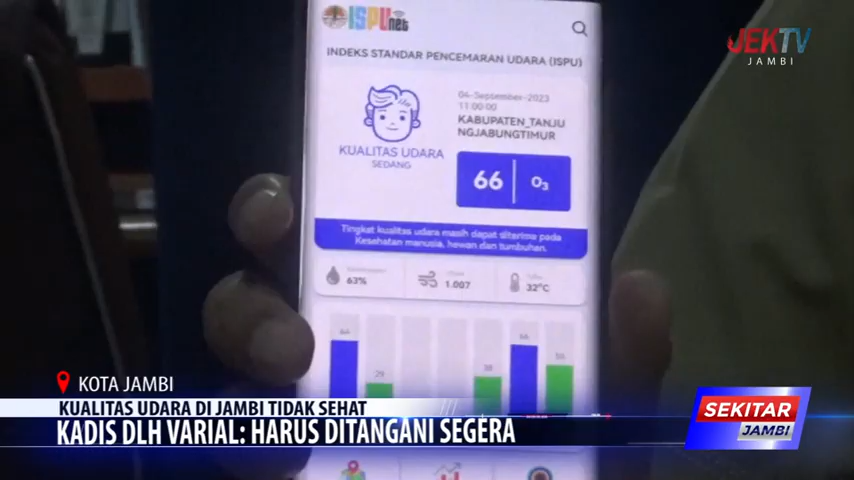 ISPUnet
JEKTV
JAMBI
INDEKS STANDAR PENCEMARAN UDARA (ISPU)
04-September-2023
11:00:00
KABUPATEN_TANJU
NGJABUNGTIMUR
KUALITAS UDARA
SEDANG
66 O3
Tingkat kualitas udara masih dapat diterima pada
Kesehatan manusia, hewan dan tumbuhan.
63%
1.007
32°C
64
29
38
66
50
KOTA JAMBI
KUALITAS UDARA DI JAMBI TIDAK SEHAT
KADIS DLH VARIAL: HARUS DITANGANI SEGERA
SEKITAR
JAMBI